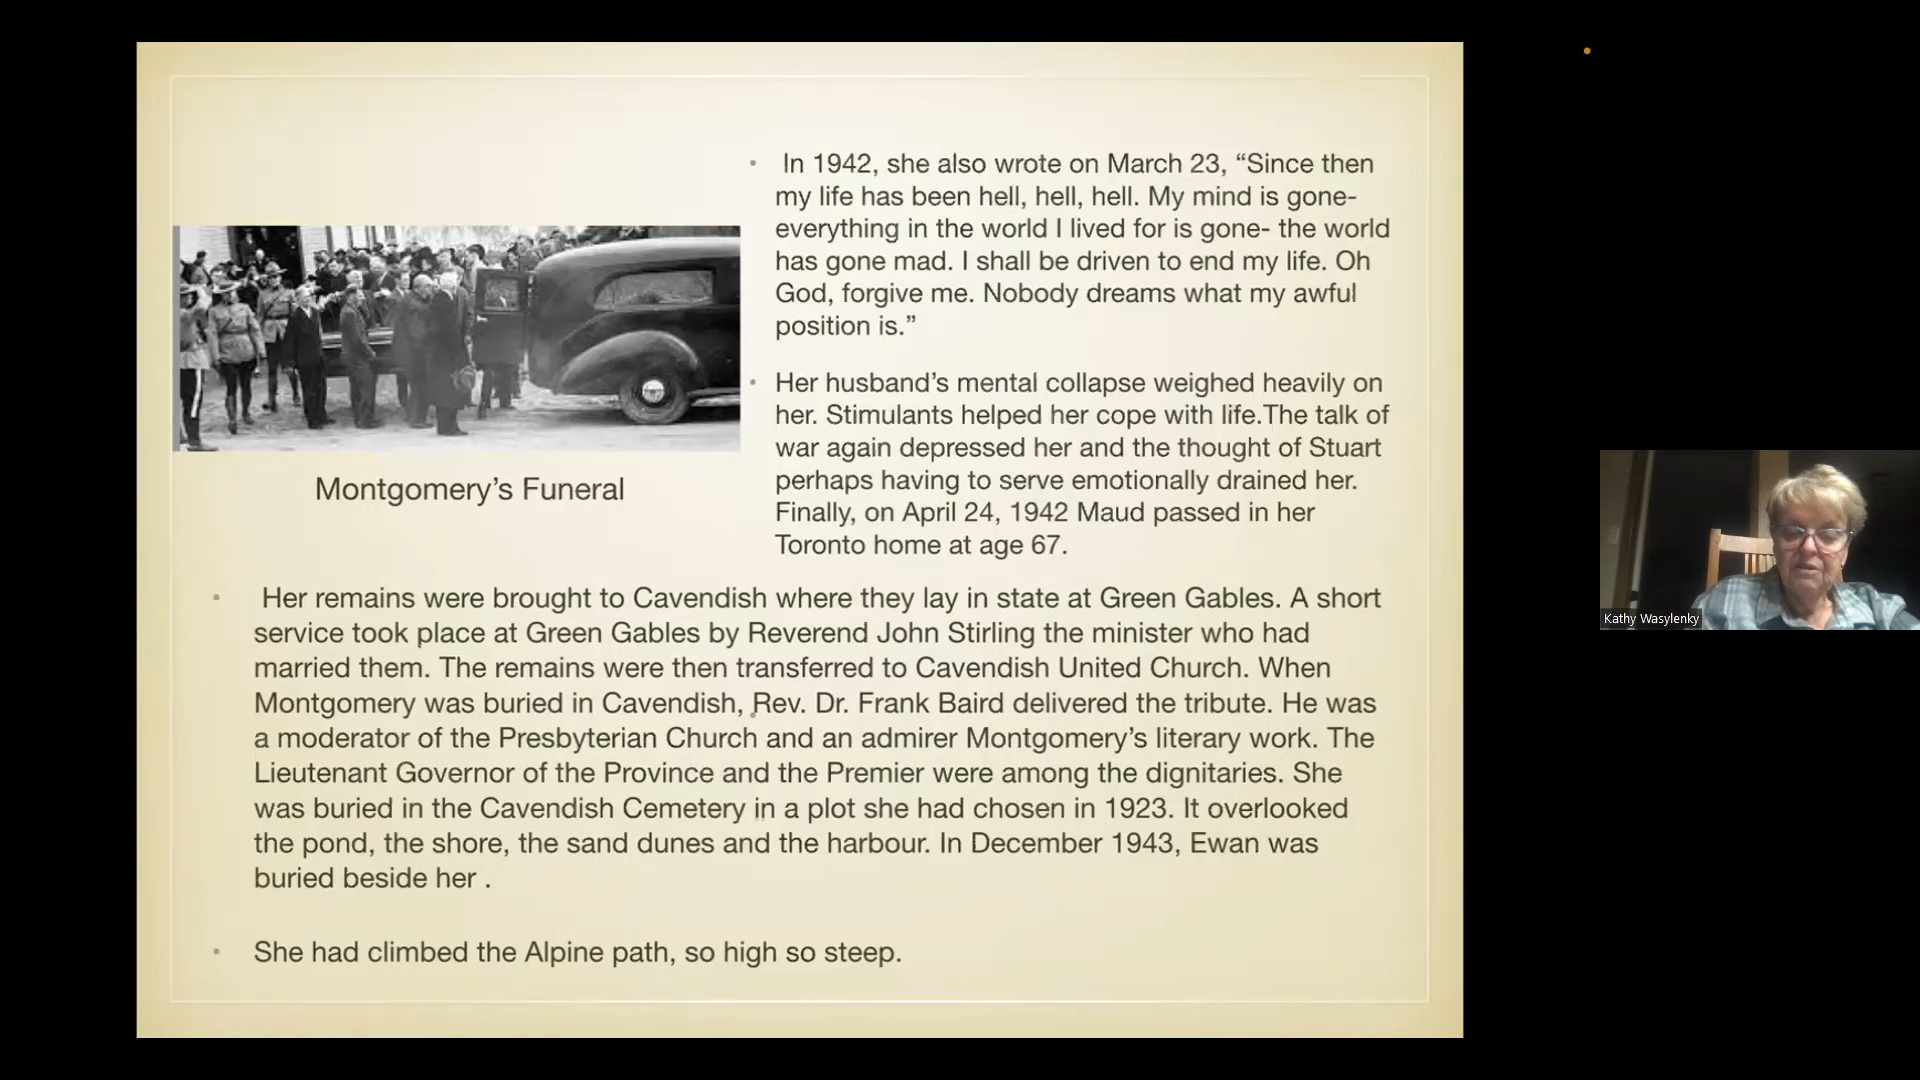 In 1942, she also wrote on March 23, “Since then
my life has been hell, hell, hell. My mind is gone-
everything in the world I lived for is gone- the world
has gone mad. I shall be driven to end my life. Oh
God, forgive me. Nobody dreams what my awful
position is.”
Her husband’s mental collapse weighed heavily on
her. Stimulants helped her cope with life.The talk of
war again depressed her and the thought of Stuart
perhaps having to serve emotionally drained her.
Finally, on April 24, 1942 Maud passed in her
Toronto home at age 67.
Montgomery’s Funeral
Her remains were brought to Cavendish where they lay in state at Green Gables. A short
service took place at Green Gables by Reverend John Stirling the minister who had
married them. The remains were then transferred to Cavendish United Church. When
Montgomery was buried in Cavendish, Rev. Dr. Frank Baird delivered the tribute. He was
a moderator of the Presbyterian Church and an admirer Montgomery’s literary work. The
Lieutenant Governor of the Province and the Premier were among the dignitaries. She
was buried in the Cavendish Cemetery in a plot she had chosen in 1923. It overlooked
the pond, the shore, the sand dunes and the harbour. In December 1943, Ewan was
buried beside her .
She had climbed the Alpine path, so high so steep.
Kathy Wasylenky